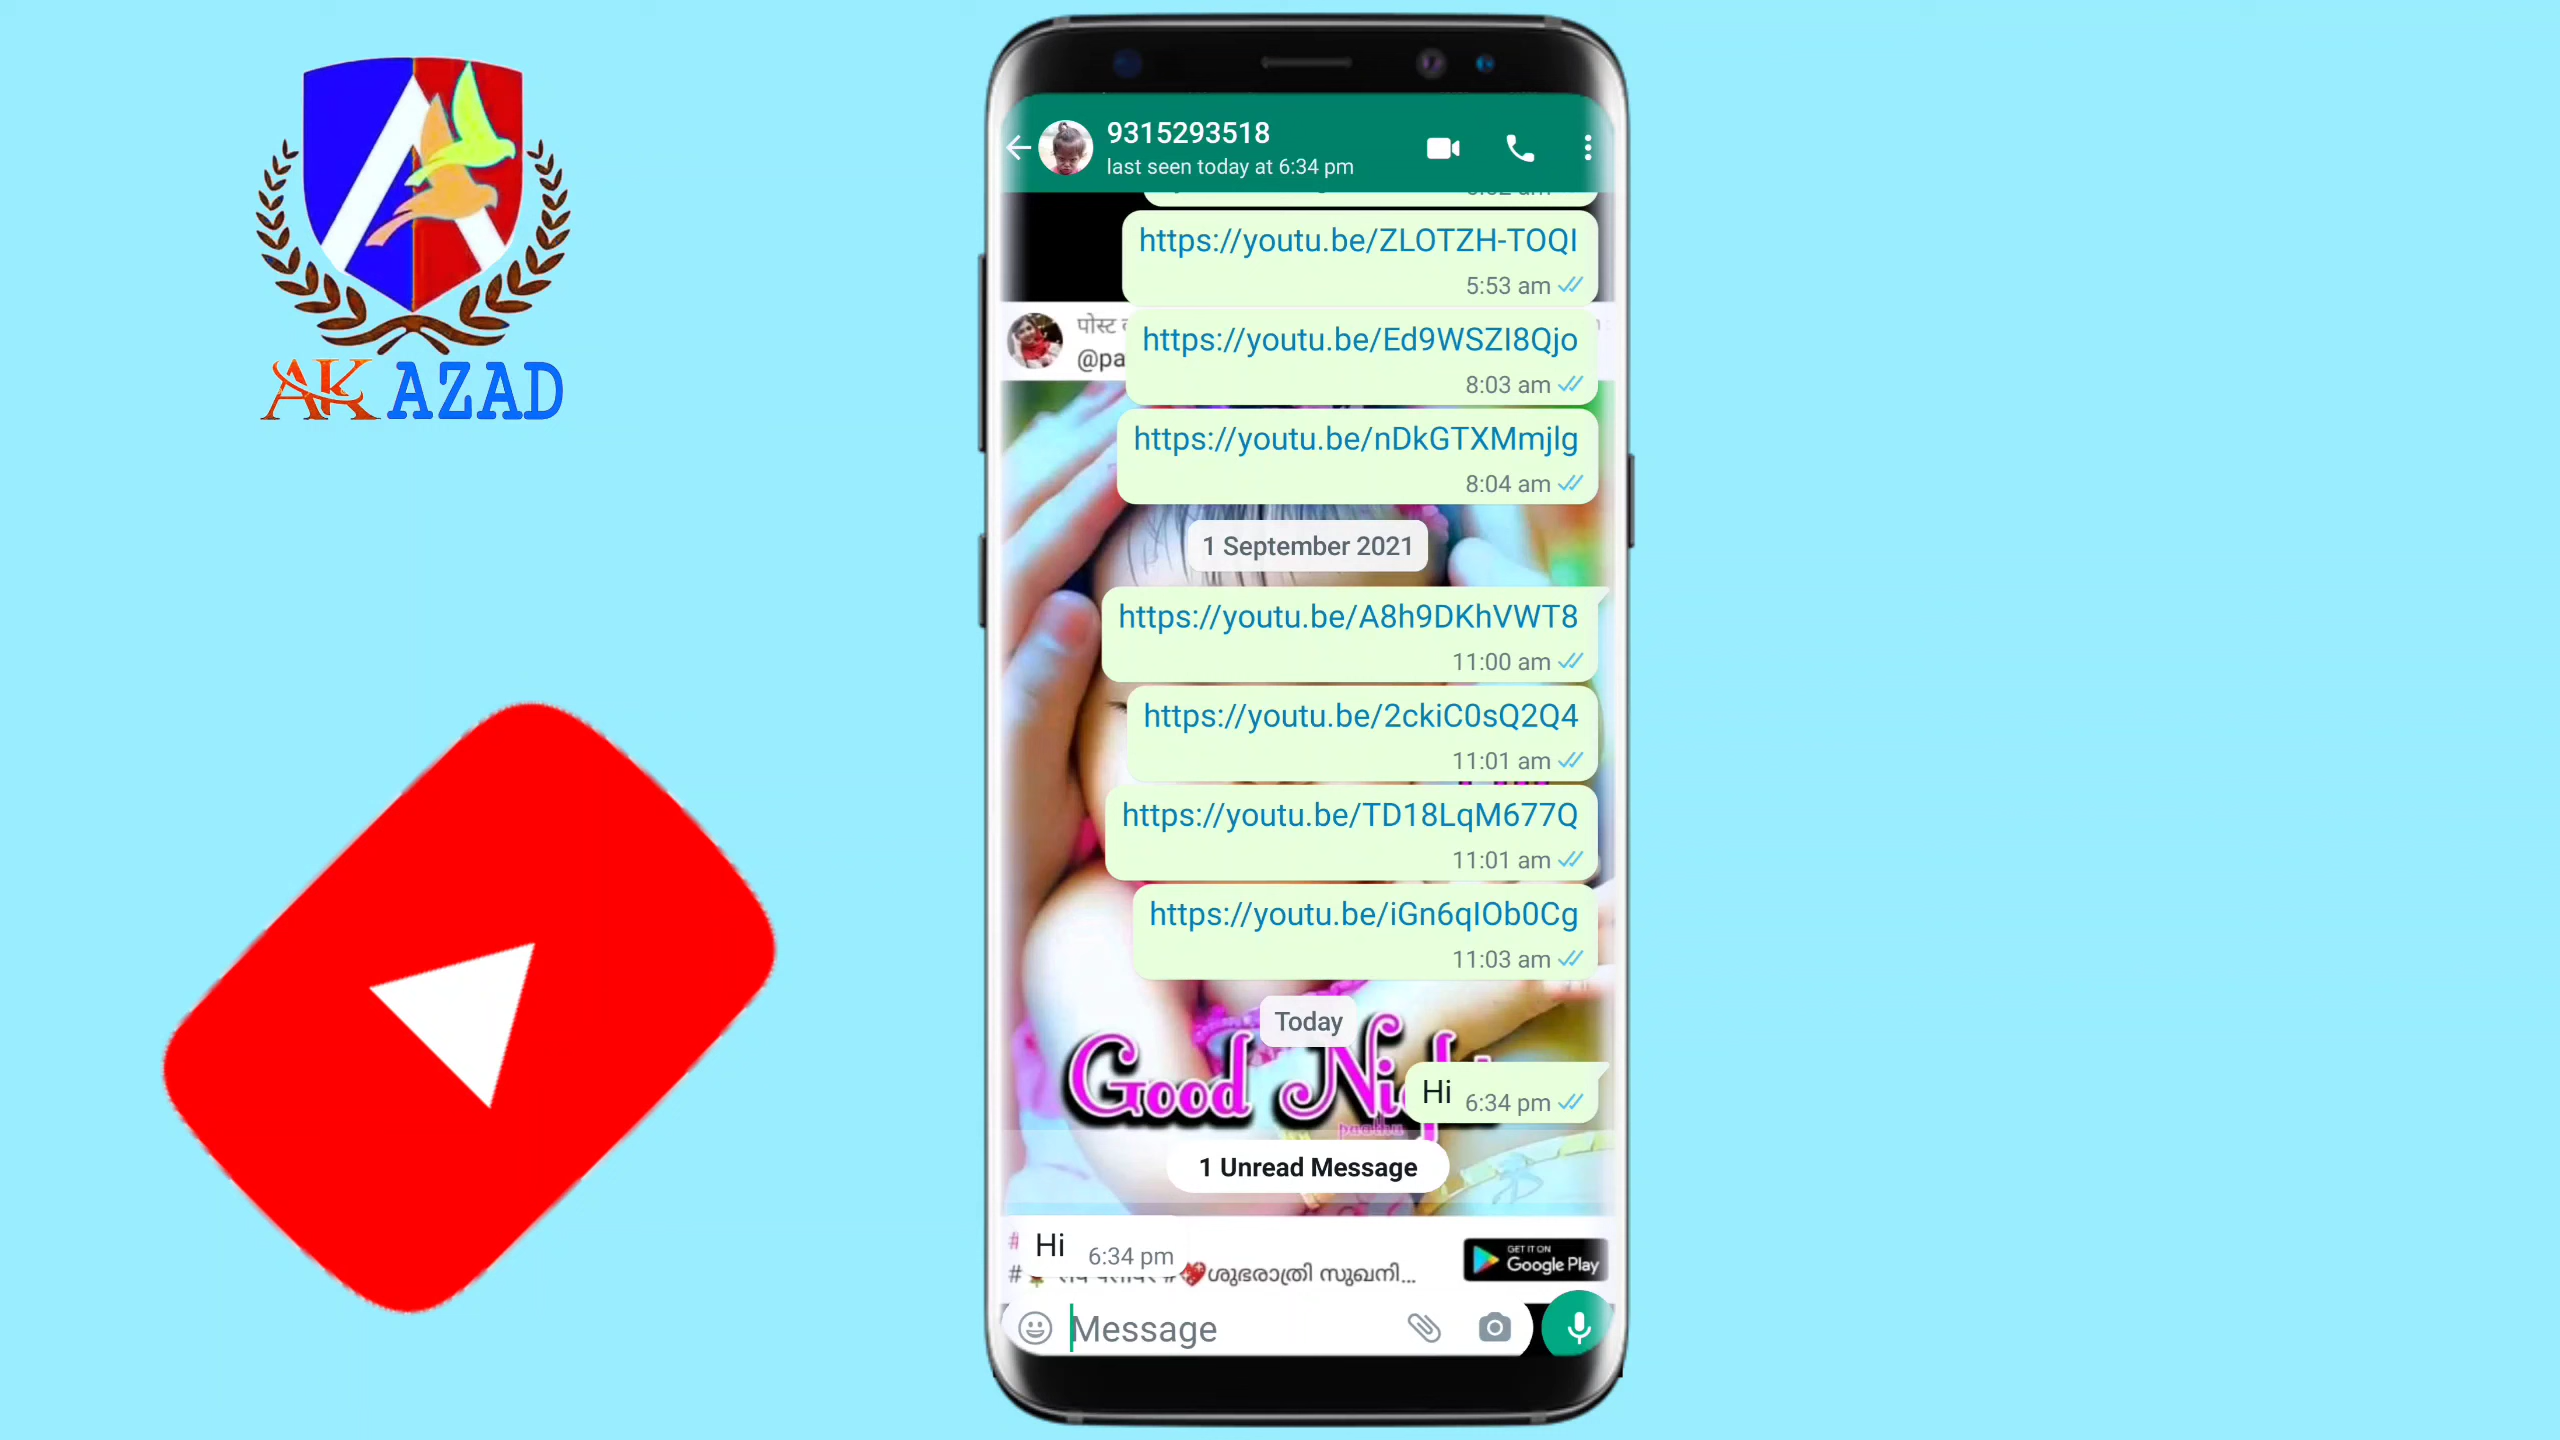 AK AZAD
9315293518
last seen today at 6:34 pm
https://youtu.be/ZLOTZH-TOQI
5:53 am
पोस्ट
@pa
https://youtu.be/Ed9WSZI8Qjo
8:03 am
https://youtu.be/nDkGTXMmjlg
8:04 am
1 September 2021
https://youtu.be/A8h9DKhVWT8
11:00 am
https://youtu.be/2ckiC0sQ2Q4
11:01 am
https://youtu.be/TD18LqM677Q
11:01 am
https://youtu.be/iGn6qIOb0Cg
11:03 am
Today
Good Night
Hi 6:34 pm
1 Unread Message
Hi 6:34 pm
GET IT ON
Google Play
# #💖ശുഭരാത്രി സുഖനി...
Message